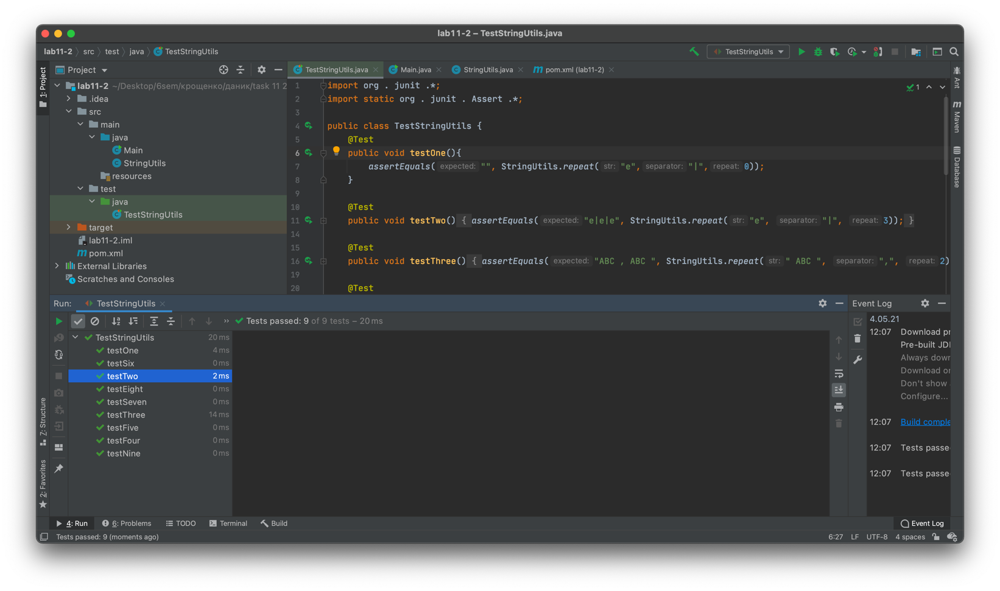 lab11-2 – TestStringUtils.java
lab11-2 〉 src 〉 test 〉 java 〉 TestStringUtils
TestStringUtils
1: Project
Project
TestStringUtils.java
Main.java
StringUtils.java
pom.xml (lab11-2)
lab11-2 ~/Desktop/6sem/крощенко/даник/task 11 2
.idea
src
main
java
Main
StringUtils
resources
test
java
TestStringUtils
target
lab11-2.iml
pom.xml
External Libraries
Scratches and Consoles
1 import org . junit .*;
2 import static org . junit . Assert .*;
3
4 public class TestStringUtils {
5 @Test
6 public void testOne(){
7 assertEquals( expected: "", StringUtils.repeat( str: "e", separator: "|", repeat: 0));
8 }
9
10 @Test
11 public void testTwo() { assertEquals( expected: "e|e|e", StringUtils.repeat( str: "e", separator: "|", repeat: 3)); }
14
15 @Test
16 public void testThree() { assertEquals( expected: "ABC , ABC ", StringUtils.repeat( str: " ABC ", separator: ",", repeat: 2)
19
20 @Test
1
Ant
Maven
Database
Run: TestStringUtils
Tests passed: 9 of 9 tests – 20 ms
TestStringUtils 20 ms
testOne 4 ms
testSix 0 ms
testTwo 2 ms
testEight 0 ms
testSeven 0 ms
testThree 14 ms
testFive 0 ms
testFour 0 ms
testNine 0 ms
Event Log
4.05.21
12:07 Download pr
Pre-built JDI
Always dowr
Download or
Don't show
Configure...
12:07 Build comple
12:07 Tests passe
12:07 Tests passe
7: Structure
2: Favorites
4: Run
6: Problems
TODO
Terminal
Build
Event Log
Tests passed: 9 (moments ago)
6:27 LF UTF-8 4 spaces